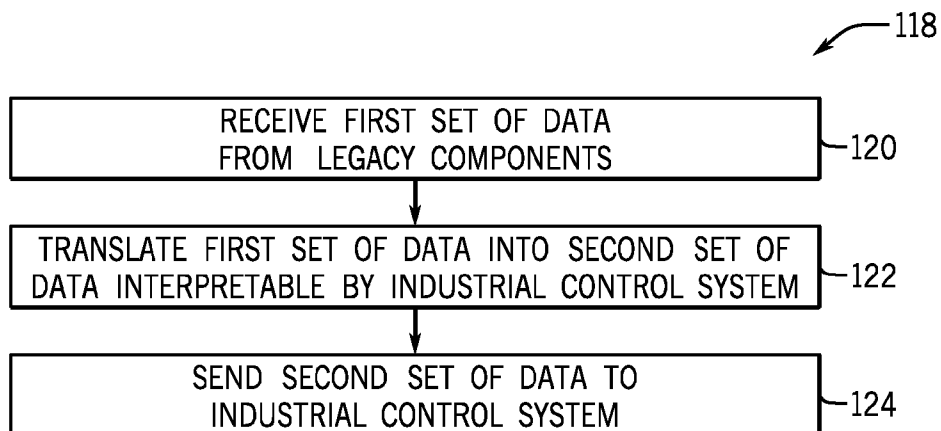 118
RECEIVE FIRST SET OF DATA
FROM LEGACY COMPONENTS
120
TRANSLATE FIRST SET OF DATA INTO SECOND SET OF
DATA INTERPRETABLE BY INDUSTRIAL CONTROL SYSTEM
122
SEND SECOND SET OF DATA TO
INDUSTRIAL CONTROL SYSTEM
124